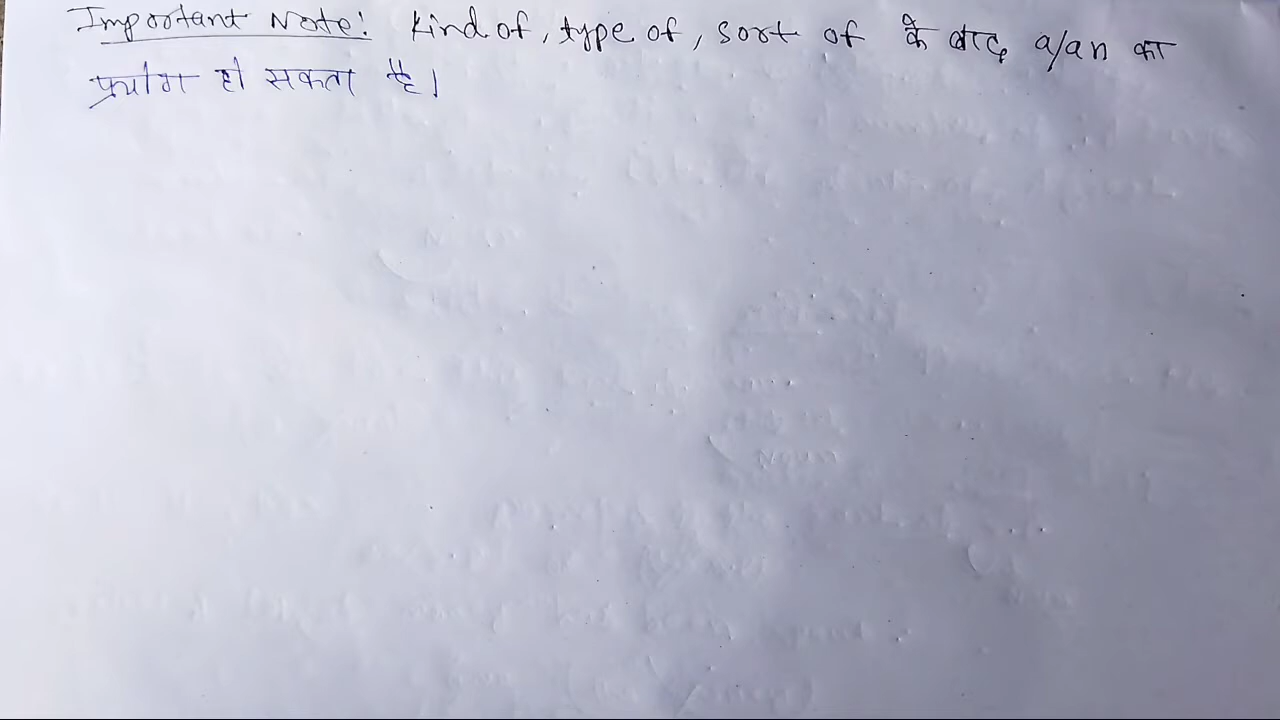 Important Note: Kind of, type of, sort of के बाद a/an का
प्रयोग हो सकता है।